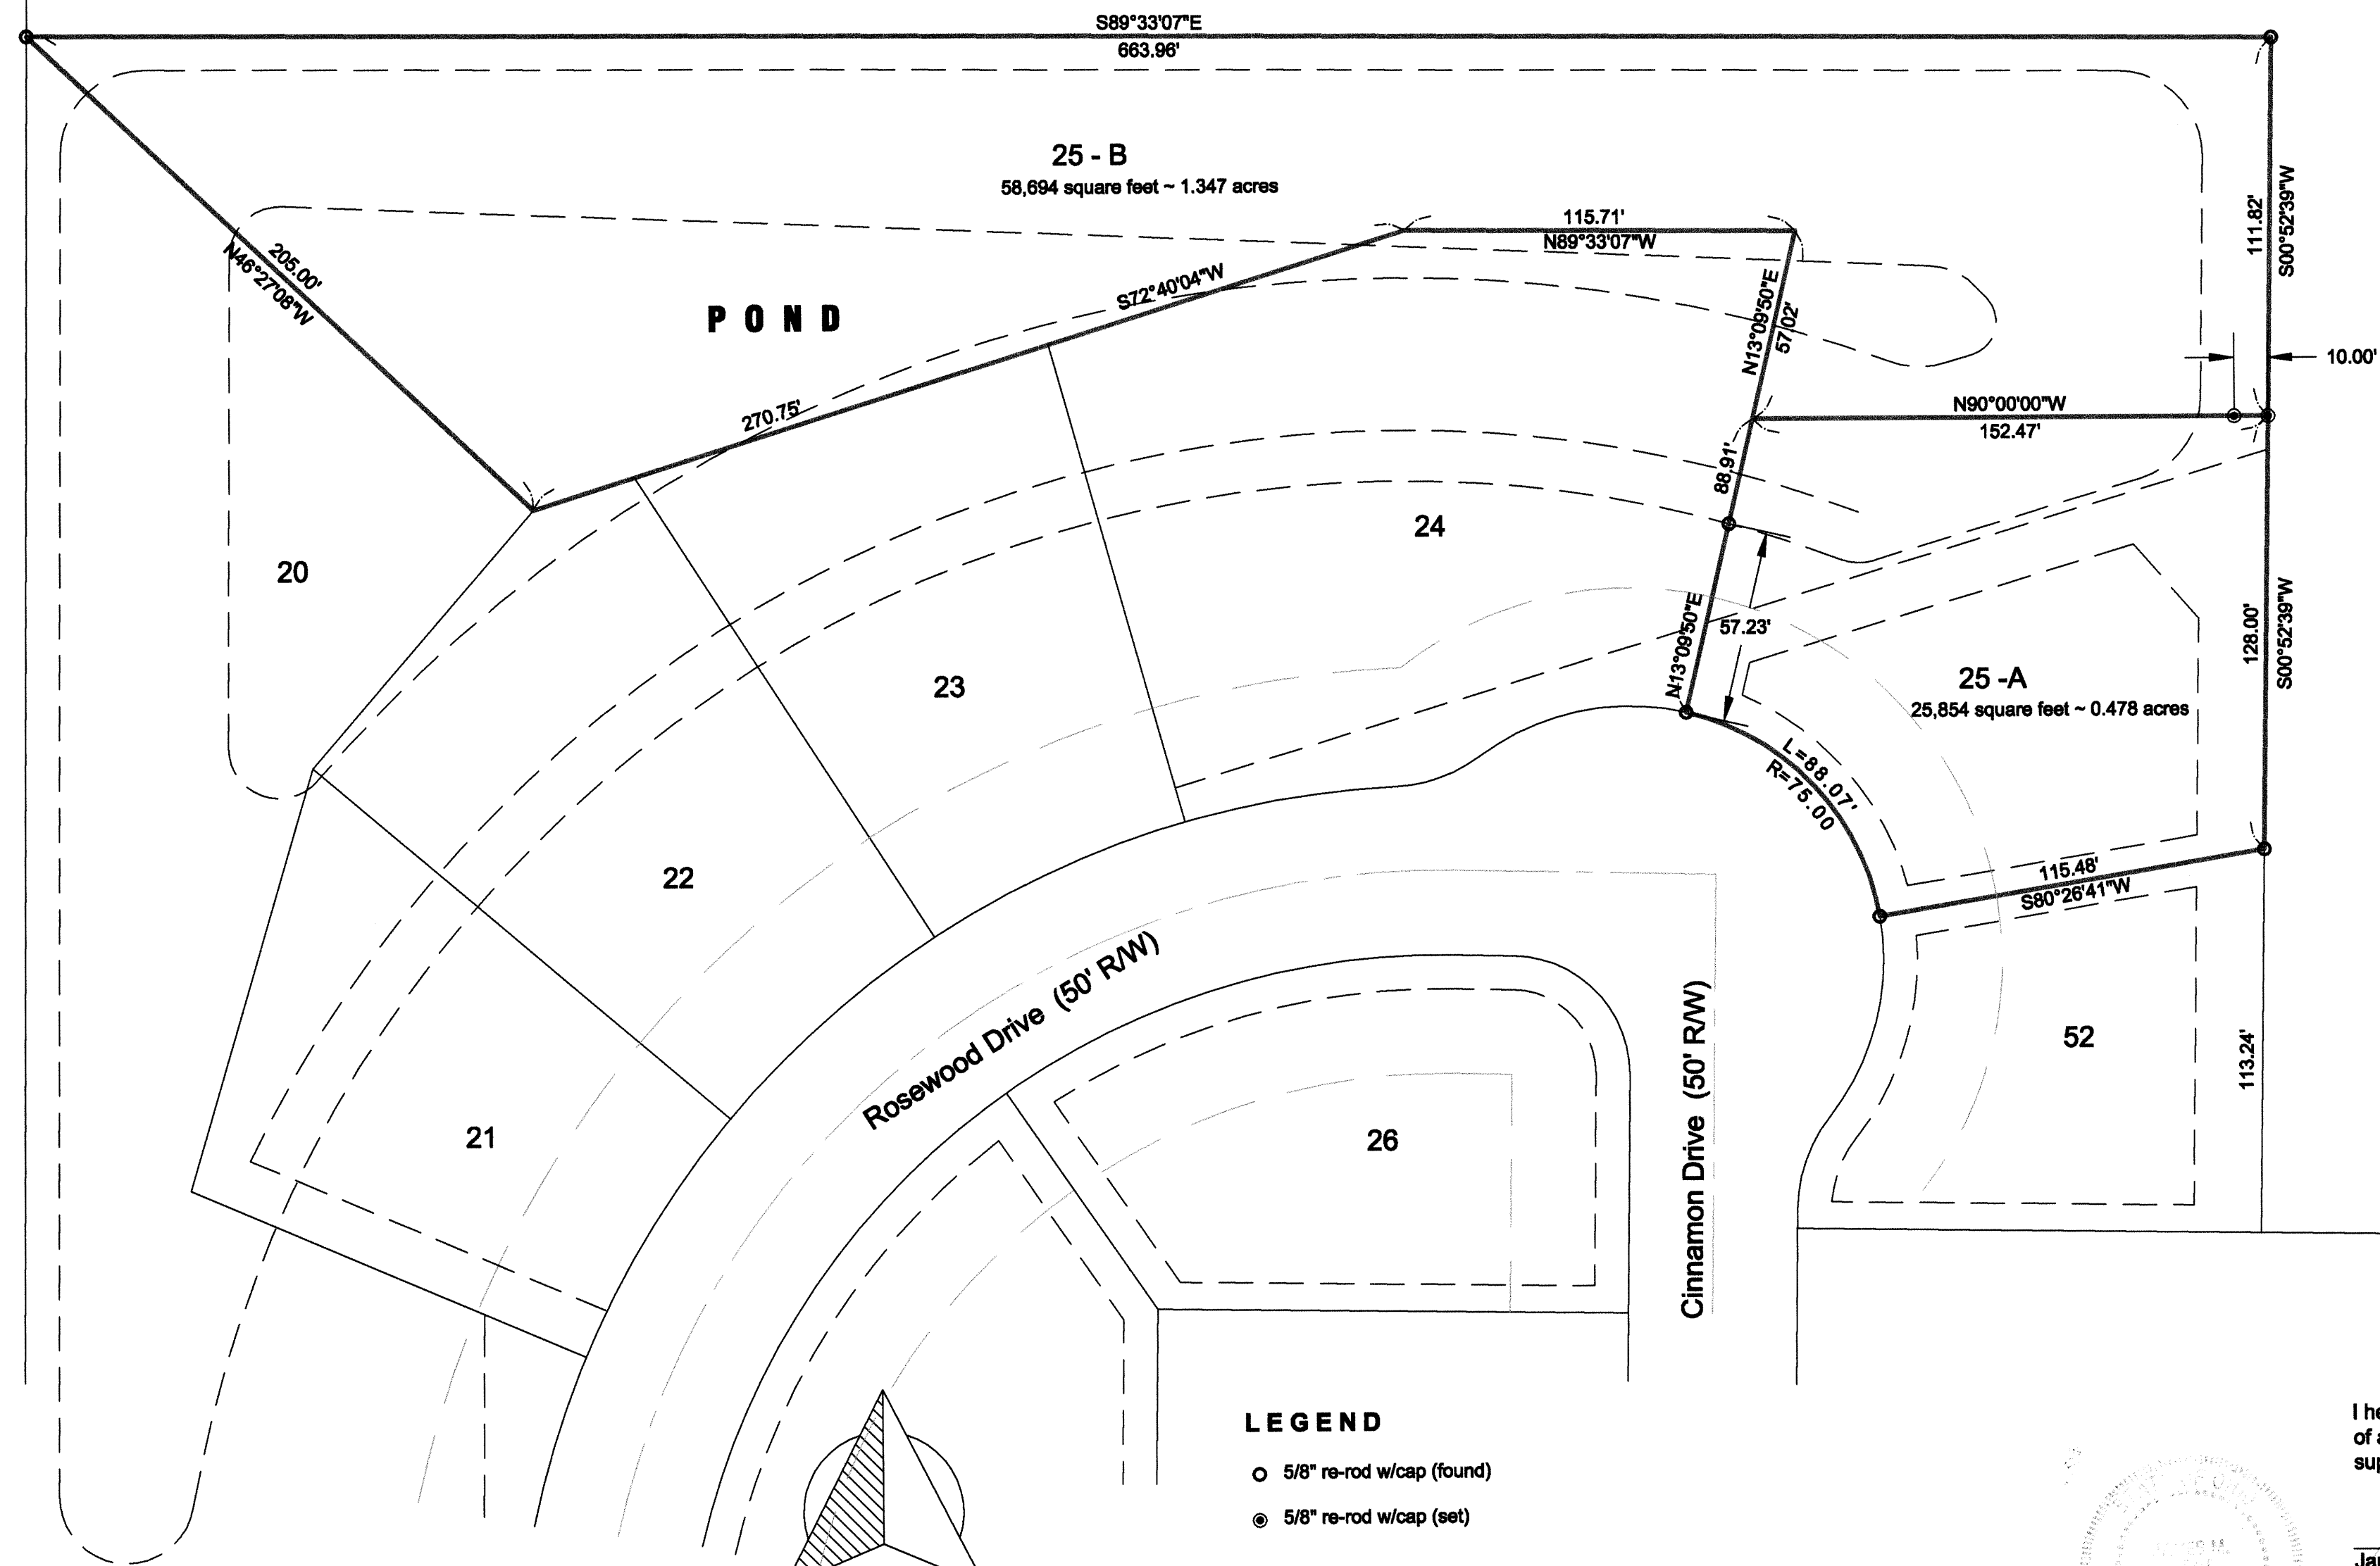 S89°33'07"E
663.96'
25 - B
58,694 square feet ~ 1.347 acres
115.71'
N89°33'07"W
111.82'
S00°52'39"W
205.00'
N46°27'08"W
POND
S72°40'04"W
270.75'
N13°09'50"E
57.02'
10.00'
N90°00'00"W
152.47'
88.91'
24
20
N13°09'50"E
57.23'
128.00'
S00°52'39"W
23
25 -A
25,854 square feet ~ 0.478 acres
L=88.07'
R=75.00
22
115.48'
S80°26'41"W
Rosewood Drive (50' R/W)
Cinnamon Drive (50' R/W)
52
113.24'
21
26
LEGEND
5/8" re-rod w/cap (found)
5/8" re-rod w/cap (set)
I he
of a
sup
Jar